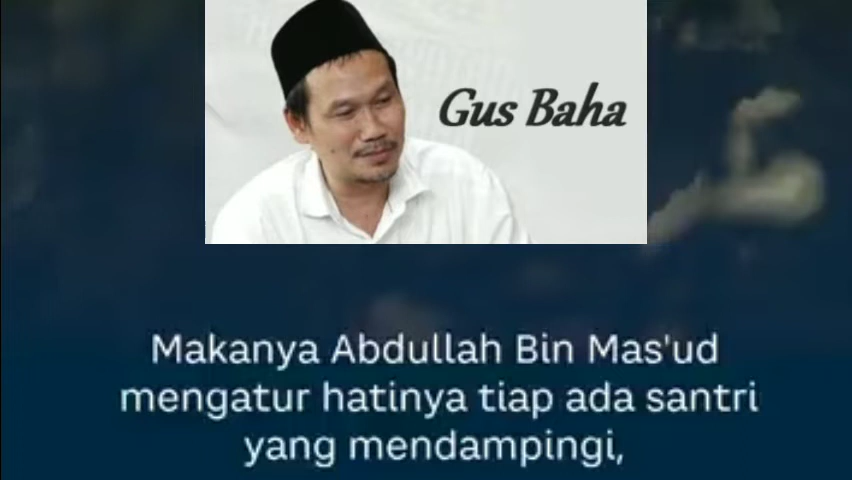 Gus Baha
Makanya Abdullah Bin Mas'ud
mengatur hatinya tiap ada santri
yang mendampingi,